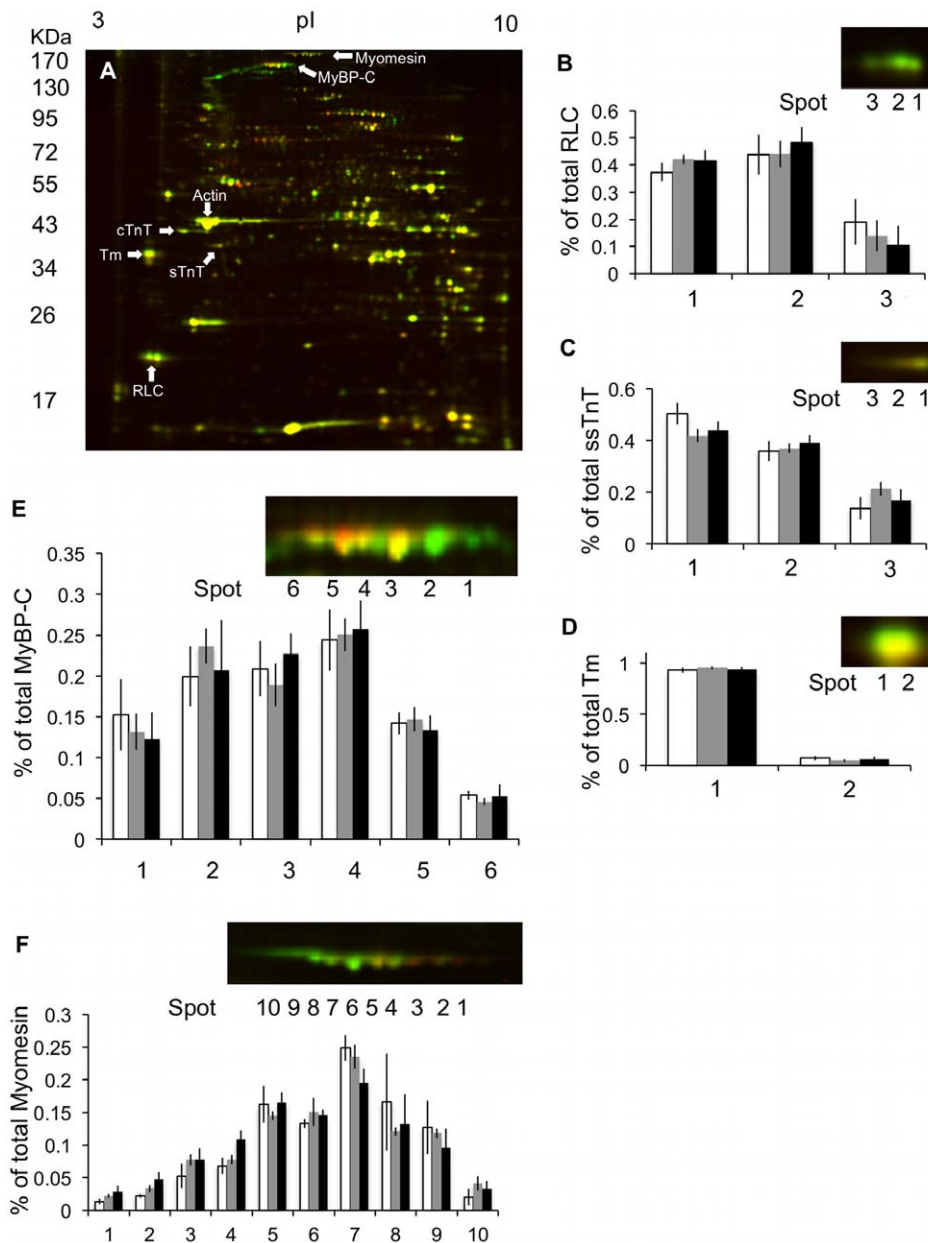 3 pI 10
KDa
170
130
95
72
55
43
34
26
17
A
Myomesin
MyBP-C
Actin
cTnT
Tm
sTnT
RLC
B
Spot 3 2 1
% of total RLC
0.6
0.5
0.4
0.3
0.2
0.1
0
1 2 3
C
Spot 3 2 1
% of total ssTnT
0.6
0.4
0.2
0
1 2 3
D
Spot 1 2
% of total Tm
1
0.5
0
1 2
E
Spot 6 5 4 3 2 1
% of total MyBP-C
0.35
0.3
0.25
0.2
0.15
0.1
0.05
0
1 2 3 4 5 6
F
Spot 10 9 8 7 6 5 4 3 2 1
% of total Myomesin
0.3
0.25
0.2
0.15
0.1
0.05
0
1 2 3 4 5 6 7 8 9 10